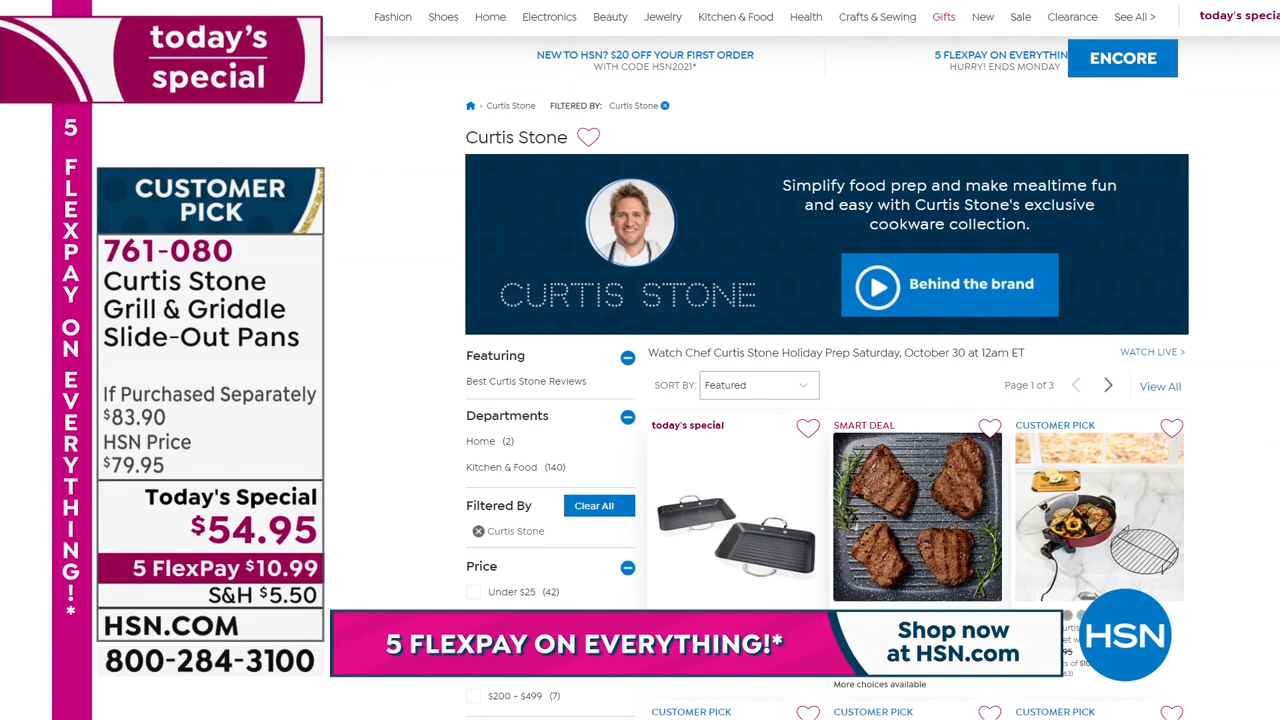 today's
special
5
FLEXPAY
ON
EVERYTHING!*
CUSTOMER
PICK
761-080
Curtis Stone
Grill & Griddle
Slide-Out Pans
If Purchased Separately
$83.90
HSN Price
$79.95
Today's Special
$54.95
5 FlexPay $10.99
S&H $5.50
HSN.COM
800-284-3100
Fashion Shoes Home Electronics Beauty Jewelry Kitchen & Food Health Crafts & Sewing Gifts New Sale Clearance See All >
NEW TO HSN? $20 OFF YOUR FIRST ORDER
WITH CODE HSN2021*
HURRY! ENDS MONDAY
5 FLEXPAY ON
ENCORE
> Curtis Stone FILTERED BY: Curtis Stone
Curtis Stone
Simplify food prep and make mealtime fun
and easy with Curtis Stone's exclusive
cookware collection.
CURTIS STONE
Behind the brand
Featuring
Best Curtis Stone Reviews
Departments
Home (2)
Kitchen & Food (140)
Filtered By Clear All
Curtis Stone
Price
Under $25 (42)
$200 - $499 (7)
Watch Chef Curtis Stone Holiday Prep Saturday, October 30 at 12am ET WATCH LIVE >
SORT BY: Featured Page 1 of 3 View All
today's special SMART DEAL CUSTOMER PICK
More choices available
CUSTOMER PICK CUSTOMER PICK CUSTOMER PICK
5 FLEXPAY ON EVERYTHING!*
Shop now
at HSN.com
HSN